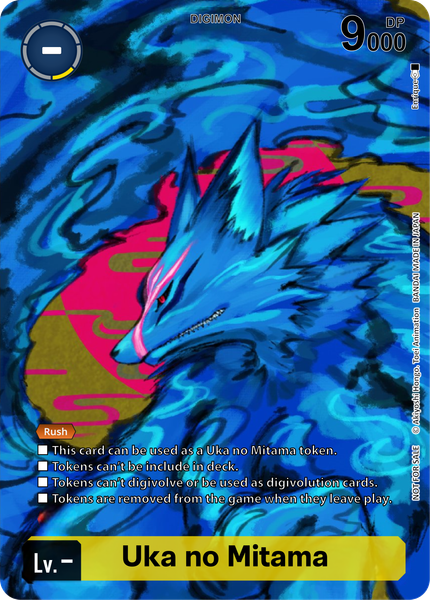 DIGIMON
DP
9000
-
Enrique
Rush
This card can be used as a Uka no Mitama token.
Tokens can't be include in deck.
Tokens can't digivolve or be used as digivolution cards.
Tokens are removed from the game when they leave play.
NOT FOR SALE © Akiyoshi Hongo, Toei Animation BANDAI MADE IN JAPAN
Lv.-
Uka no Mitama